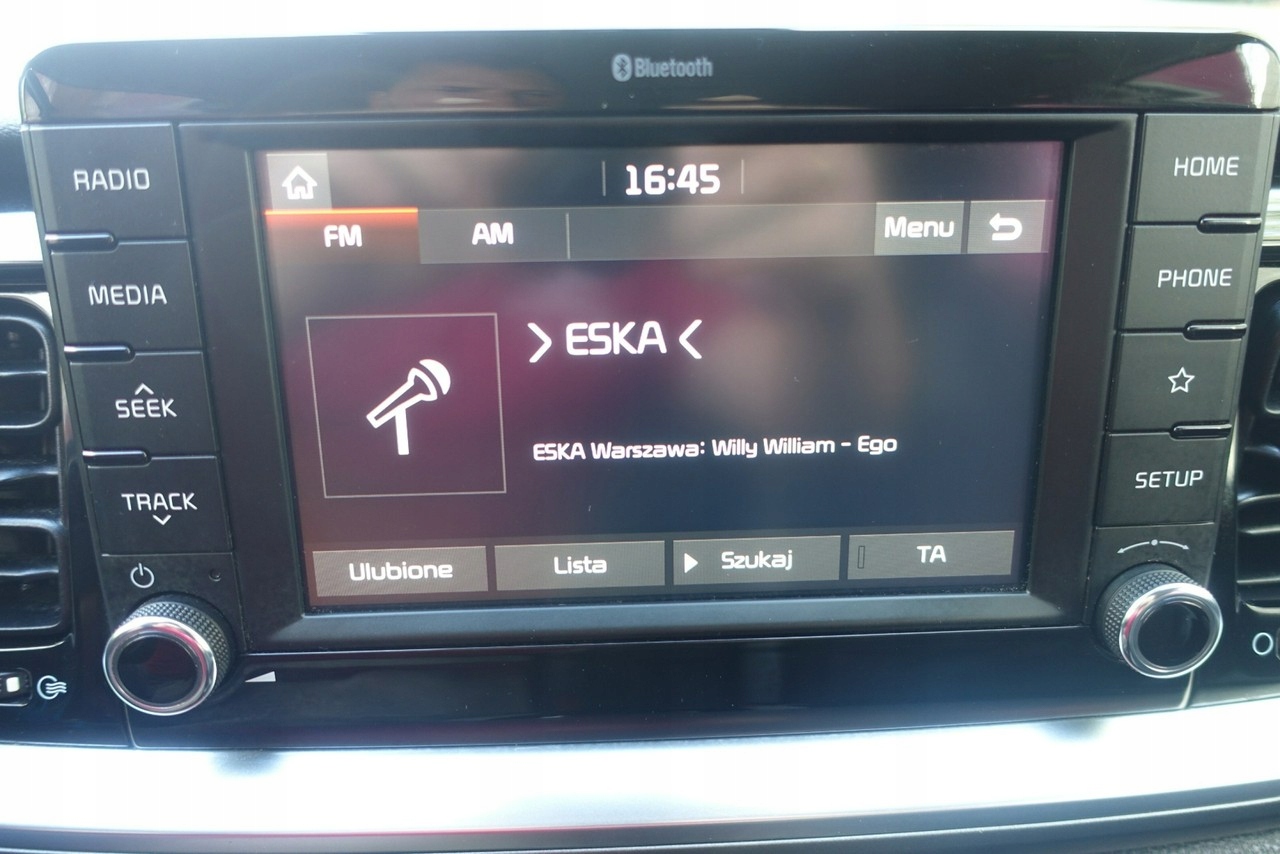 Bluetooth
RADIO
MEDIA
SEEK
TRACK
16:45
FM AM Menu
> ESKA <
ESKA Warszawa: Willy William - Ego
Ulubione Lista Szukaj TA
HOME
PHONE
SETUP